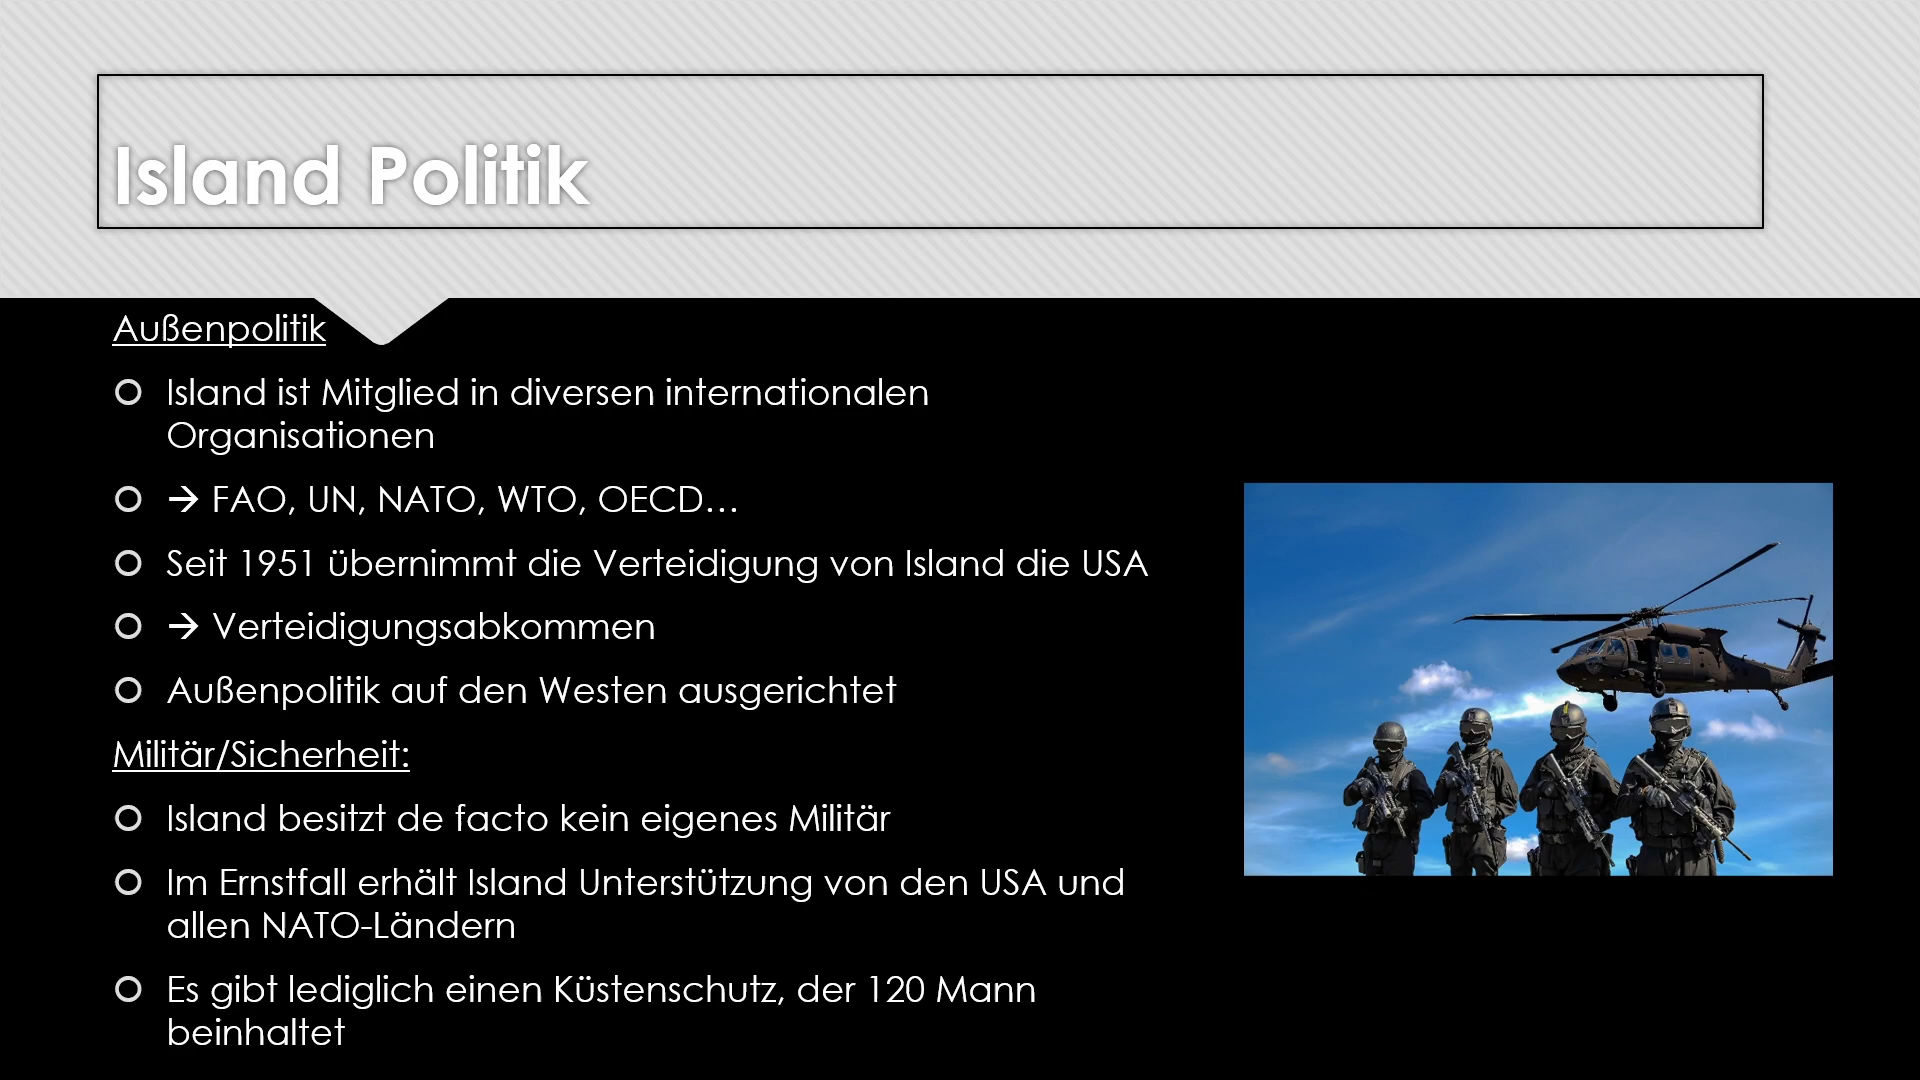 Island Politik
Außenpolitik
Island ist Mitglied in diversen internationalen
Organisationen
→ FAO, UN, NATO, WTO, OECD…
Seit 1951 übernimmt die Verteidigung von Island die USA
→ Verteidigungsabkommen
Außenpolitik auf den Westen ausgerichtet
Militär/Sicherheit:
Island besitzt de facto kein eigenes Militär
Im Ernstfall erhält Island Unterstützung von den USA und
allen NATO-Ländern
Es gibt lediglich einen Küstenschutz, der 120 Mann
beinhaltet